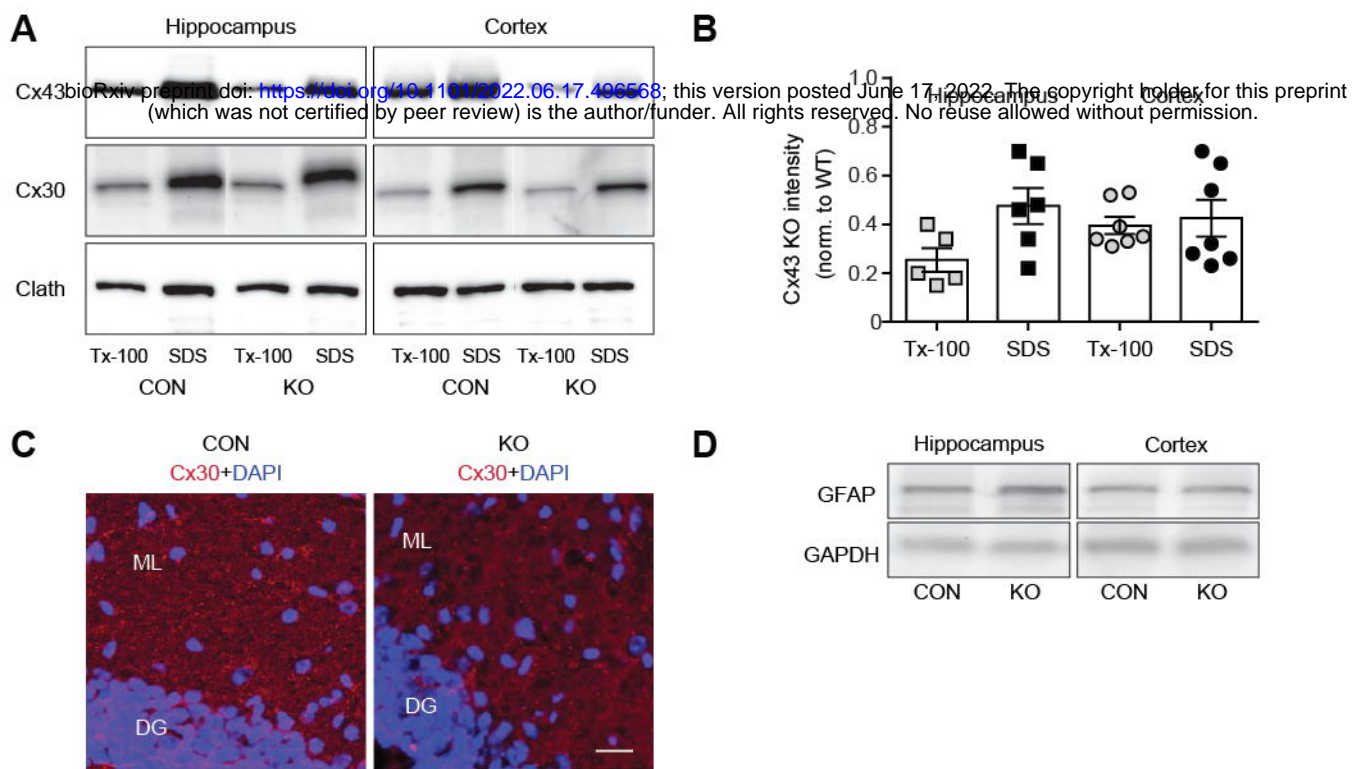 A
Hippocampus
Cortex
Cx43
Cx30
Clath
Tx-100 SDS Tx-100 SDS Tx-100 SDS Tx-100 SDS
CON KO CON KO
bioRxiv preprint doi: https://doi.org/10.1101/2022.06.17.496568; this version posted June 17, 2022. The copyright holder for this preprint
(which was not certified by peer review) is the author/funder. All rights reserved. No reuse allowed without permission.
B
Hippocampus Cortex
Cx43 KO intensity
(norm. to WT)
1.0
0.8
0.6
0.4
0.2
0
Tx-100 SDS Tx-100 SDS
C
CON KO
Cx30+DAPI Cx30+DAPI
ML ML
DG DG
D
Hippocampus Cortex
GFAP
GAPDH
CON KO CON KO